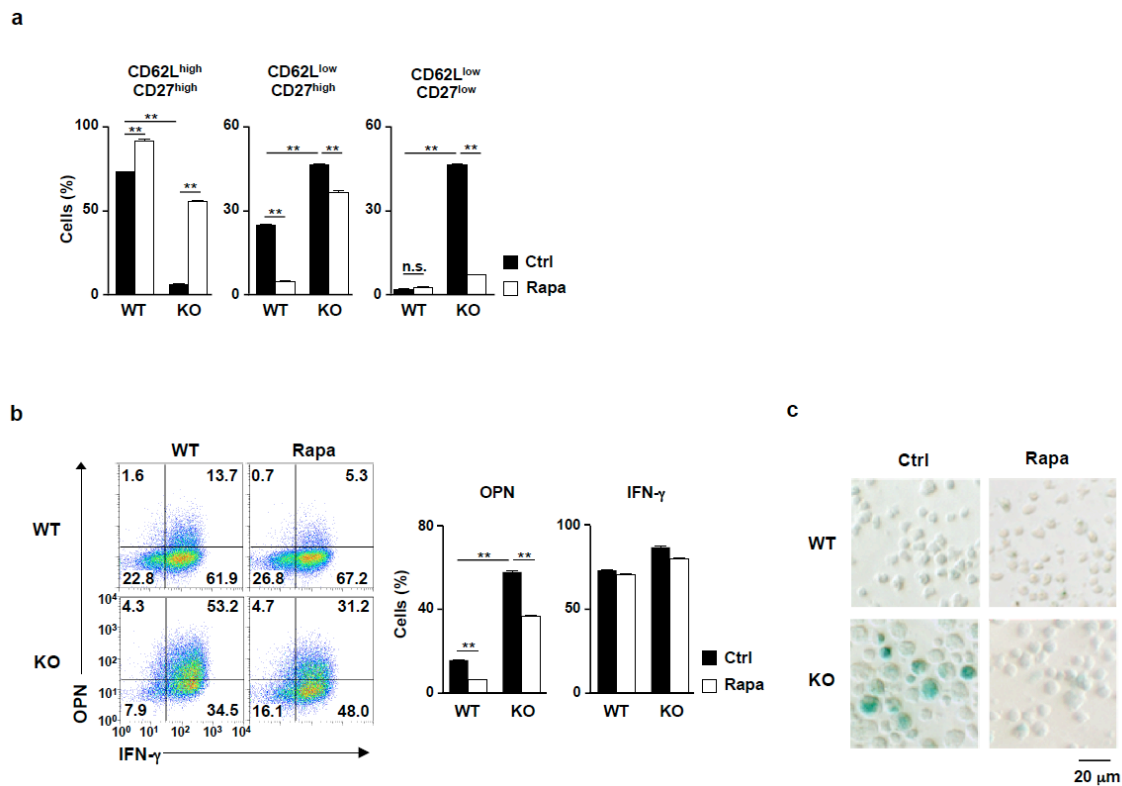 a
CD62Lhigh
CD27high
CD62Llow
CD27high
CD62Llow
CD27low
Cells (%)
100
50
0
**
**
**
WT KO
60
30
0
**
**
**
WT KO
60
30
0
**
**
n.s.
WT KO
Ctrl
Rapa
b
WT Rapa
WT
KO
1.6 13.7
22.8 61.9
0.7 5.3
26.8 67.2
4.3 53.2
7.9 34.5
4.7 31.2
16.1 48.0
10⁴
10³
10²
10¹
10⁰
10⁰ 10¹ 10² 10³ 10⁴
OPN
IFN-γ
OPN
Cells (%)
80
40
0
**
**
**
WT KO
IFN-γ
100
50
0
WT KO
Ctrl
Rapa
c
Ctrl Rapa
WT
KO
20 μm